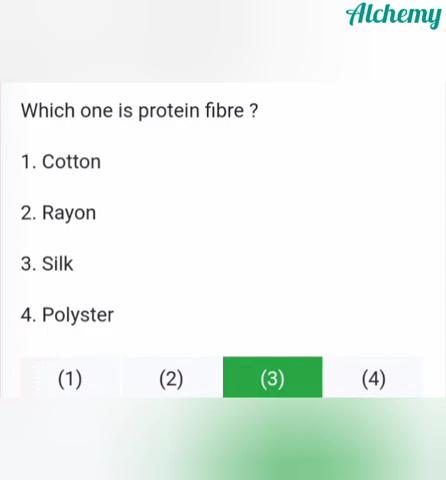 Alchemy
Which one is protein fibre ?
1. Cotton
2. Rayon
3. Silk
4. Polyster
(1) (2) (3) (4)